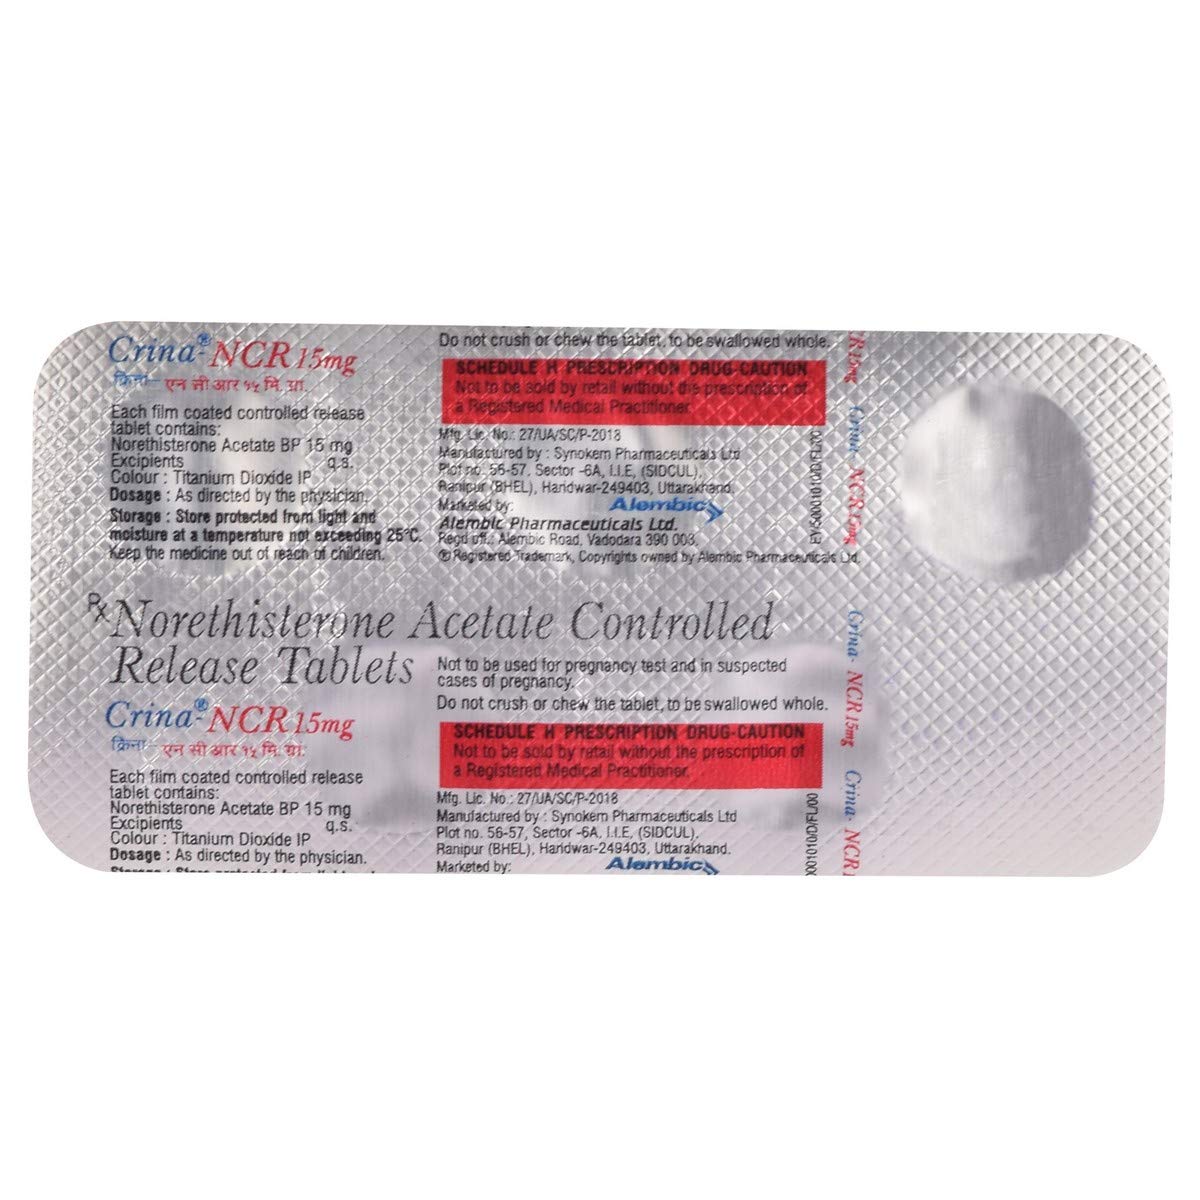 Crina-® NCR 15mg
क्रिना- एन सी आर १५ मि.ग्रा.
Each film coated controlled release
tablet contains:
Norethisterone Acetate BP 15 mg
Excipients q.s.
Colour : Titanium Dioxide IP
Dosage : As directed by the physician.
Storage : Store protected from light and
moisture at a temperature not exceeding 25°C.
Keep the medicine out of reach of children.
Do not crush or chew the tablet, to be swallowed whole.
SCHEDULE H PRESCRIPTION DRUG-CAUTION
Not to be sold by retail without the prescription of
a Registered Medical Practitioner.
Mfg. Lic. No.: 27/UA/SC/P-2018
Manufactured by : Synokem Pharmaceuticals Ltd
Plot no. 56-57, Sector -6A, I.I.E, (SIDCUL),
Ranipur (BHEL), Haridwar-249403, Uttarakhand.
Marketed by: Alembic
Alembic Pharmaceuticals Ltd.
Regd off.: Alembic Road, Vadodara 390 003.
® Registered Trademark, Copyrights owned by Alembic Pharmaceuticals Ltd.
Rx Norethisterone Acetate Controlled
Release Tablets
Not to be used for pregnancy test and in suspected
cases of pregnancy.
Do not crush or chew the tablet, to be swallowed whole.
Crina-® NCR 15mg
क्रिना- एन सी आर १५ मि.ग्रा.
Each film coated controlled release
tablet contains:
Norethisterone Acetate BP 15 mg
Excipients q.s.
Colour : Titanium Dioxide IP
Dosage : As directed by the physician.
SCHEDULE H PRESCRIPTION DRUG-CAUTION
Not to be sold by retail without the prescription of
a Registered Medical Practitioner.
Mfg. Lic. No.: 27/UA/SC/P-2018
Manufactured by : Synokem Pharmaceuticals Ltd
Plot no. 56-57, Sector -6A, I.I.E, (SIDCUL),
Ranipur (BHEL), Haridwar-249403, Uttarakhand.
Marketed by: Alembic
CR 15mg Crina- NCR 15mg Crina- NCR 15mg Crina- NCR